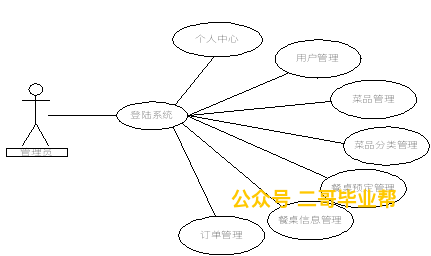 个人中心
用户管理
登陆系统
菜品管理
管理员
菜品分类管理
餐桌预定管理
公众号 二哥毕业帮
餐桌信息管理
订单管理